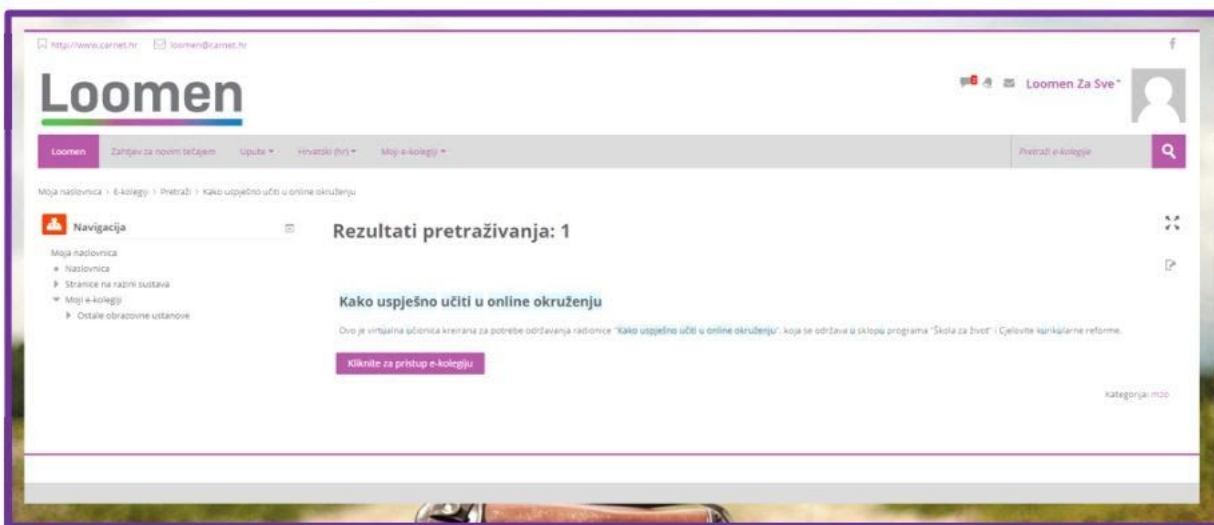 http://www.carnet.hr loomen@carnet.hr f
Loomen
2 Loomen Za Sve
Loomen Zahtjev za novim tečajem Upute Hrvatski (hr) Moji e-kolegiji Pretraži e-kolegije
Moja naslovnica > E-kolegiji > Pretraži > Kako uspješno učiti u online okruženju
Navigacija
Moja naslovnica
Naslovnica
Stranice na razini sustava
Moji e-kolegiji
Ostale obrazovne ustanove
Rezultati pretraživanja: 1
Kako uspješno učiti u online okruženju
Ovo je virtualna učionica kreirana za potrebe održavanja radionice "Kako uspješno učiti u online okruženju", koja se održava u sklopu programa "Škola za život" i Cjelovite kurikularne reforme.
Kliknite za pristup e-kolegiju
Kategorija: mzo